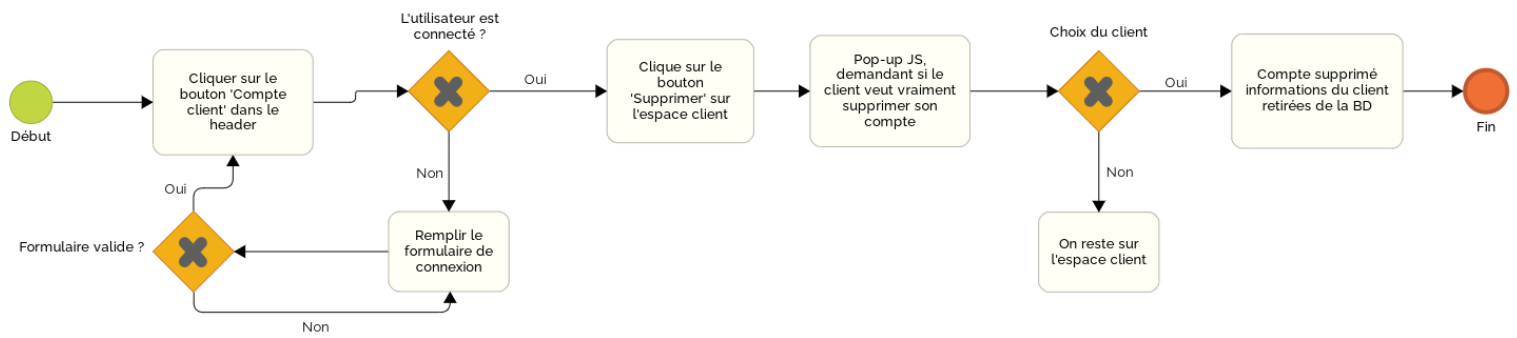 Début
Cliquer sur le
bouton 'Compte
client' dans le
header
L'utilisateur est
connecté ?
Oui
Non
Remplir le
formulaire de
connexion
Formulaire valide ?
Oui
Non
Clique sur le
bouton
'Supprimer' sur
l'espace client
Pop-up JS,
demandant si le
client veut vraiment
supprimer son
compte
Choix du client
Oui
Non
On reste sur
l'espace client
Compte supprimé
informations du client
retirées de la BD
Fin